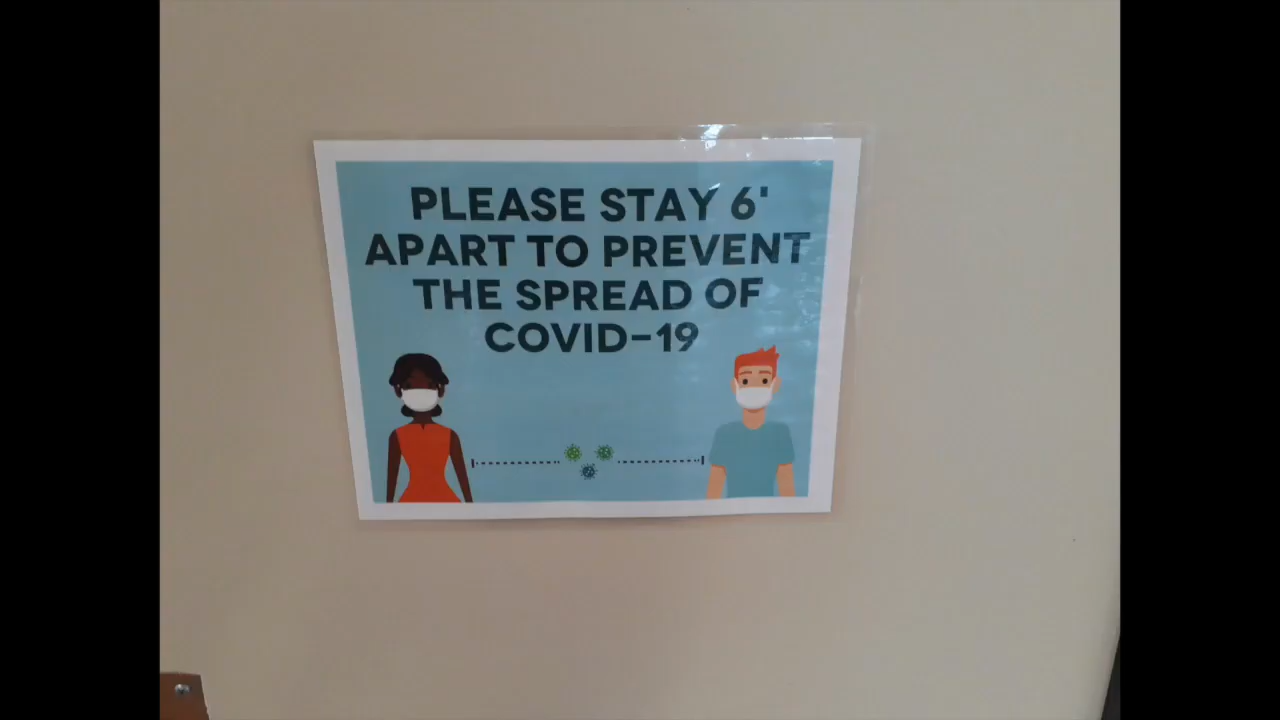 PLEASE STAY 6'
APART TO PREVENT
THE SPREAD OF
COVID-19